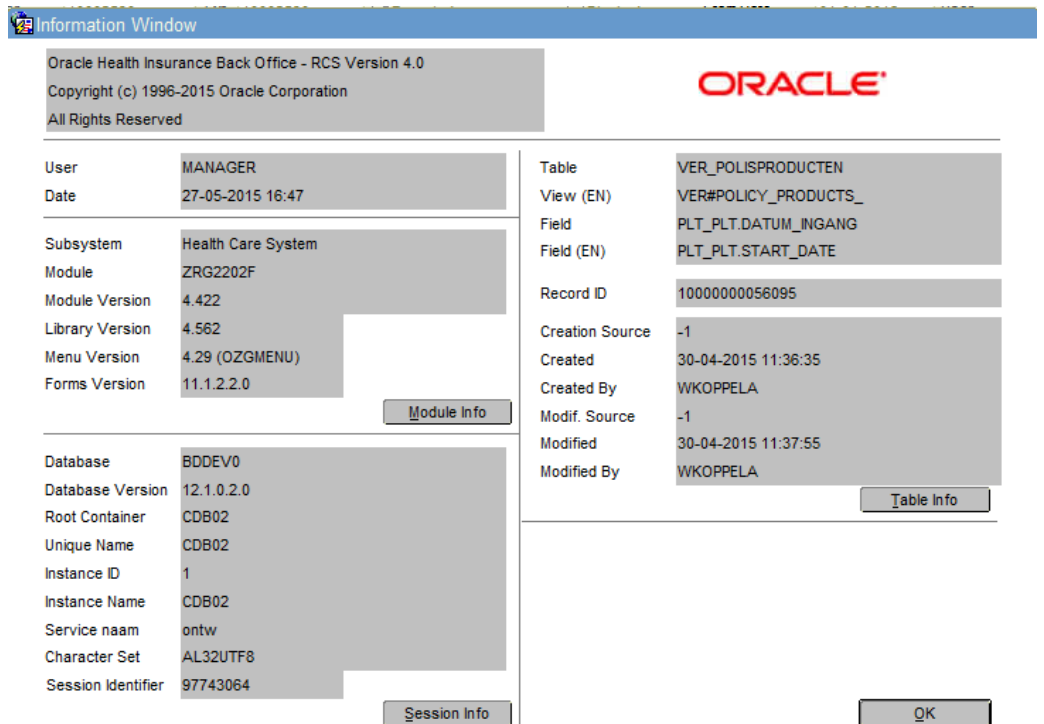 Information Window
Oracle Health Insurance Back Office - RCS Version 4.0
Copyright (c) 1996-2015 Oracle Corporation
All Rights Reserved
ORACLE
User MANAGER
Date 27-05-2015 16:47
Subsystem Health Care System
Module ZRG2202F
Module Version 4.422
Library Version 4.562
Menu Version 4.29 (OZGMENU)
Forms Version 11.1.2.2.0
Module Info
Database BDDEV0
Database Version 12.1.0.2.0
Root Container CDB02
Unique Name CDB02
Instance ID 1
Instance Name CDB02
Service naam ontw
Character Set AL32UTF8
Session Identifier 97743064
Session Info
Table VER_POLISPRODUCTEN
View (EN) VER#POLICY_PRODUCTS_
Field PLT_PLT.DATUM_INGANG
Field (EN) PLT_PLT.START_DATE
Record ID 10000000056095
Creation Source -1
Created 30-04-2015 11:36:35
Created By WKOPPELA
Modif. Source -1
Modified 30-04-2015 11:37:55
Modified By WKOPPELA
Table Info
OK